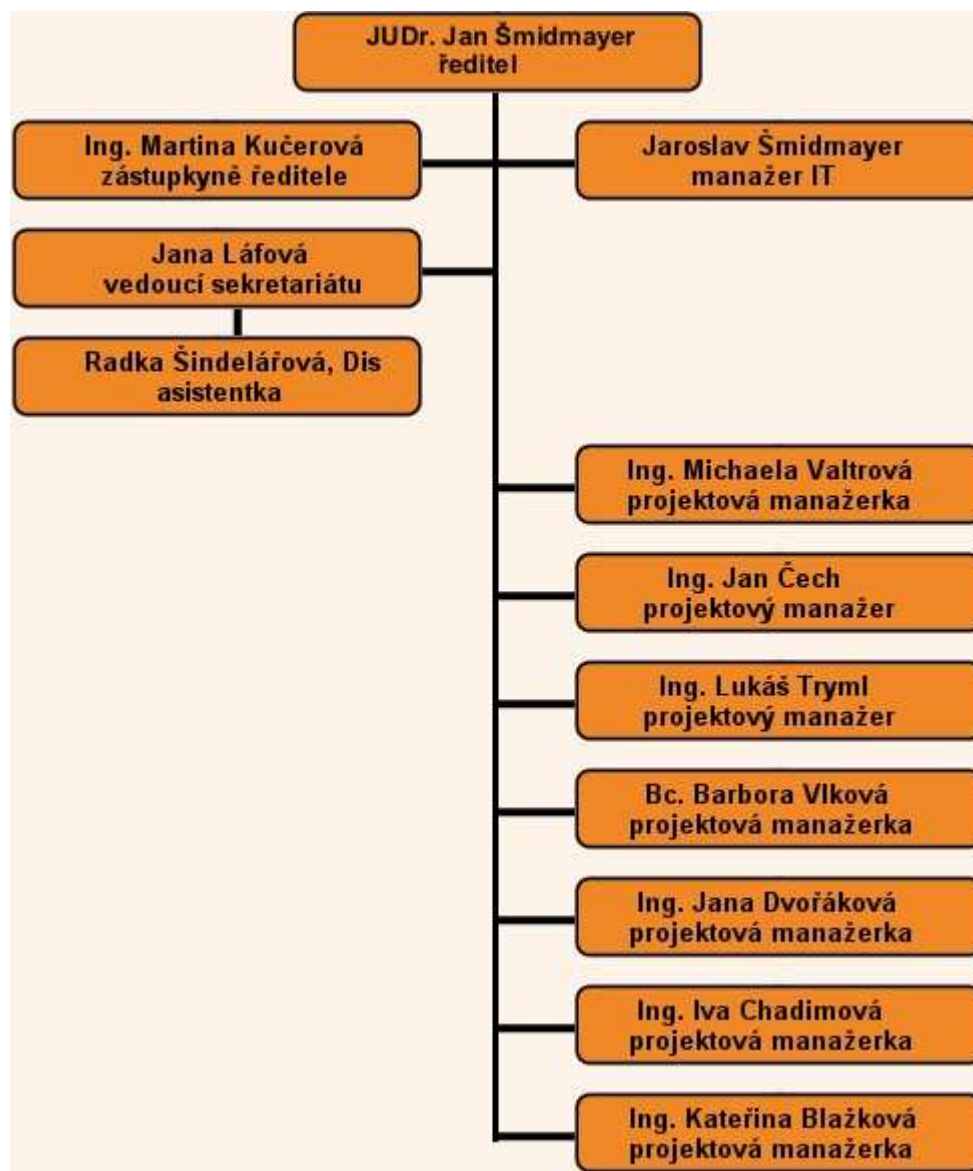 JUDr. Jan Šmidmayer
ředitel
Ing. Martina Kučerová
zástupkyně ředitele
Jaroslav Šmidmayer
manažer IT
Jana Láfová
vedoucí sekretariátu
Radka Šindelářová, Dis
asistentka
Ing. Michaela Valtrová
projektová manažerka
Ing. Jan Čech
projektový manažer
Ing. Lukáš Tryml
projektový manažer
Bc. Barbora Vlková
projektová manažerka
Ing. Jana Dvořáková
projektová manažerka
Ing. Iva Chadimová
projektová manažerka
Ing. Kateřina Blažková
projektová manažerka